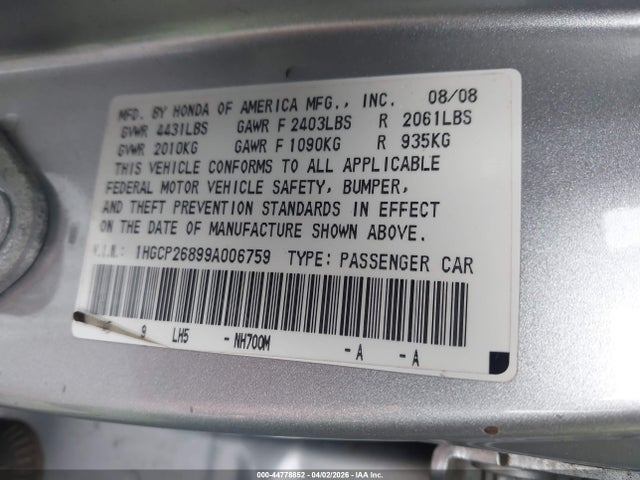 MFD. BY HONDA OF AMERICA MFG., INC. 08/08
GVWR 4431LBS GAWR F 2403LBS R 2061LBS
GVWR 2010KG GAWR F 1090KG R 935KG
THIS VEHICLE CONFORMS TO ALL APPLICABLE
FEDERAL MOTOR VEHICLE SAFETY, BUMPER,
AND THEFT PREVENTION STANDARDS IN EFFECT
ON THE DATE OF MANUFACTURE SHOWN ABOVE.
V.I.N.: 1HGCP26899A006759 TYPE: PASSENGER CAR
9 LH5 -NH700M -A -A
000-44778852 - 04/02/2026 - IAA Inc.